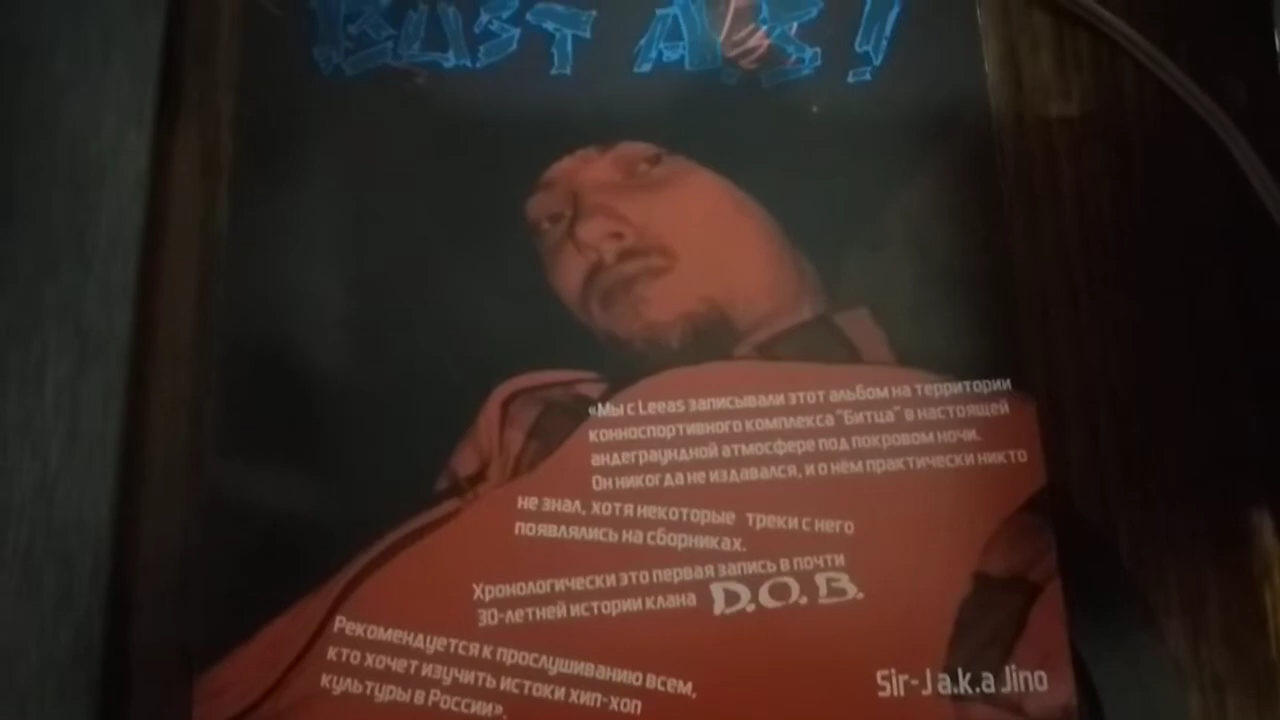 BUST A.K.S!
«Мы с Leeas записывали этот альбом на территории
конноспортивного комплекса "Битца" в настоящей
андеграундной атмосфере под покровом ночи.
Он никогда не издавался, и о нём практически никто
не знал, хотя некоторые треки с него
появлялись на сборниках.
Хронологически это первая запись в почти
30-летней истории клана D.O.B.
Рекомендуется к прослушиванию всем,
кто хочет изучить истоки хип-хоп
культуры в России».
Sir-J a.k.a Jino